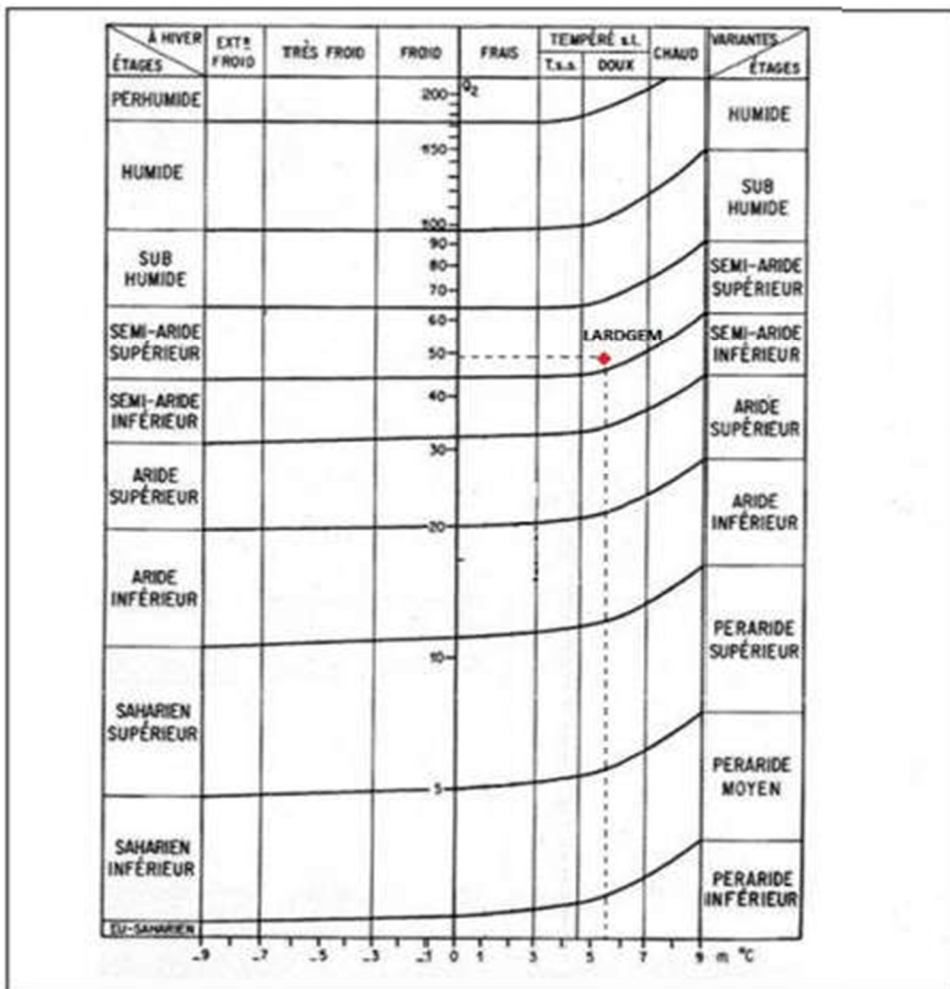 À HIVER
ÉTAGES
EXTR
FROID
TRÈS FROID
FROID
FRAIS
TEMPÉRÉ s.l.
T.s.s.
DOUX
CHAUD
VARIANTES
ÉTAGES
PERHUMIDE
HUMIDE
SUB
HUMIDE
SEMI-ARIDE
SUPÉRIEUR
SEMI-ARIDE
INFÉRIEUR
ARIDE
SUPÉRIEUR
ARIDE
INFÉRIEUR
SAHARIEN
SUPÉRIEUR
SAHARIEN
INFÉRIEUR
EU-SAHARIEN
Q2
200
150
100
90
80
70
60
50
40
30
20
10
5
LARDGEM
HUMIDE
SUB
HUMIDE
SEMI-ARIDE
SUPÉRIEUR
SEMI-ARIDE
INFÉRIEUR
ARIDE
SUPÉRIEUR
ARIDE
INFÉRIEUR
PERARIDE
SUPÉRIEUR
PERARIDE
MOYEN
PERARIDE
INFÉRIEUR
-9 -7 -5 -3 -1 0 1 3 5 7 9 m °C